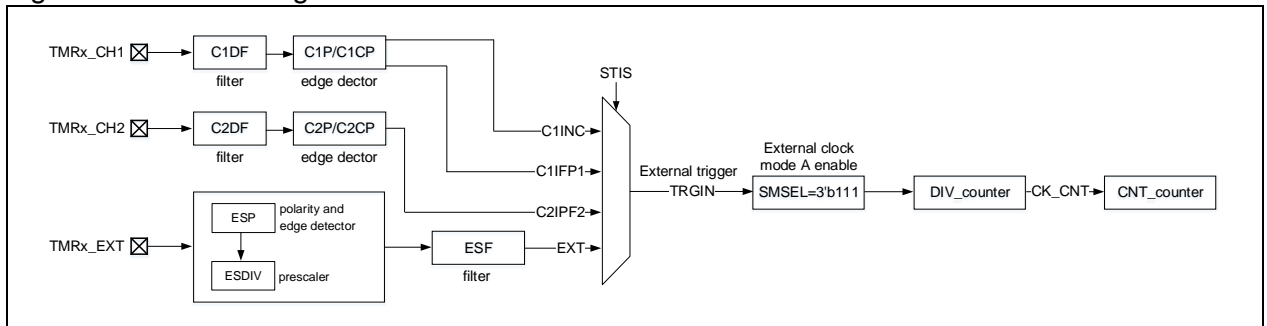 TMRx_CH1
C1DF
filter
C1P/C1CP
edge dector
STIS
TMRx_CH2
C2DF
filter
C2P/C2CP
edge dector
C1INC
C1IFP1
C2IPF2
EXT
External trigger
TRGIN
External clock
mode A enable
SMSEL=3'b111
DIV_counter
CK_CNT
CNT_counter
TMRx_EXT
ESP
polarity and
edge detector
ESDIV
prescaler
ESF
filter